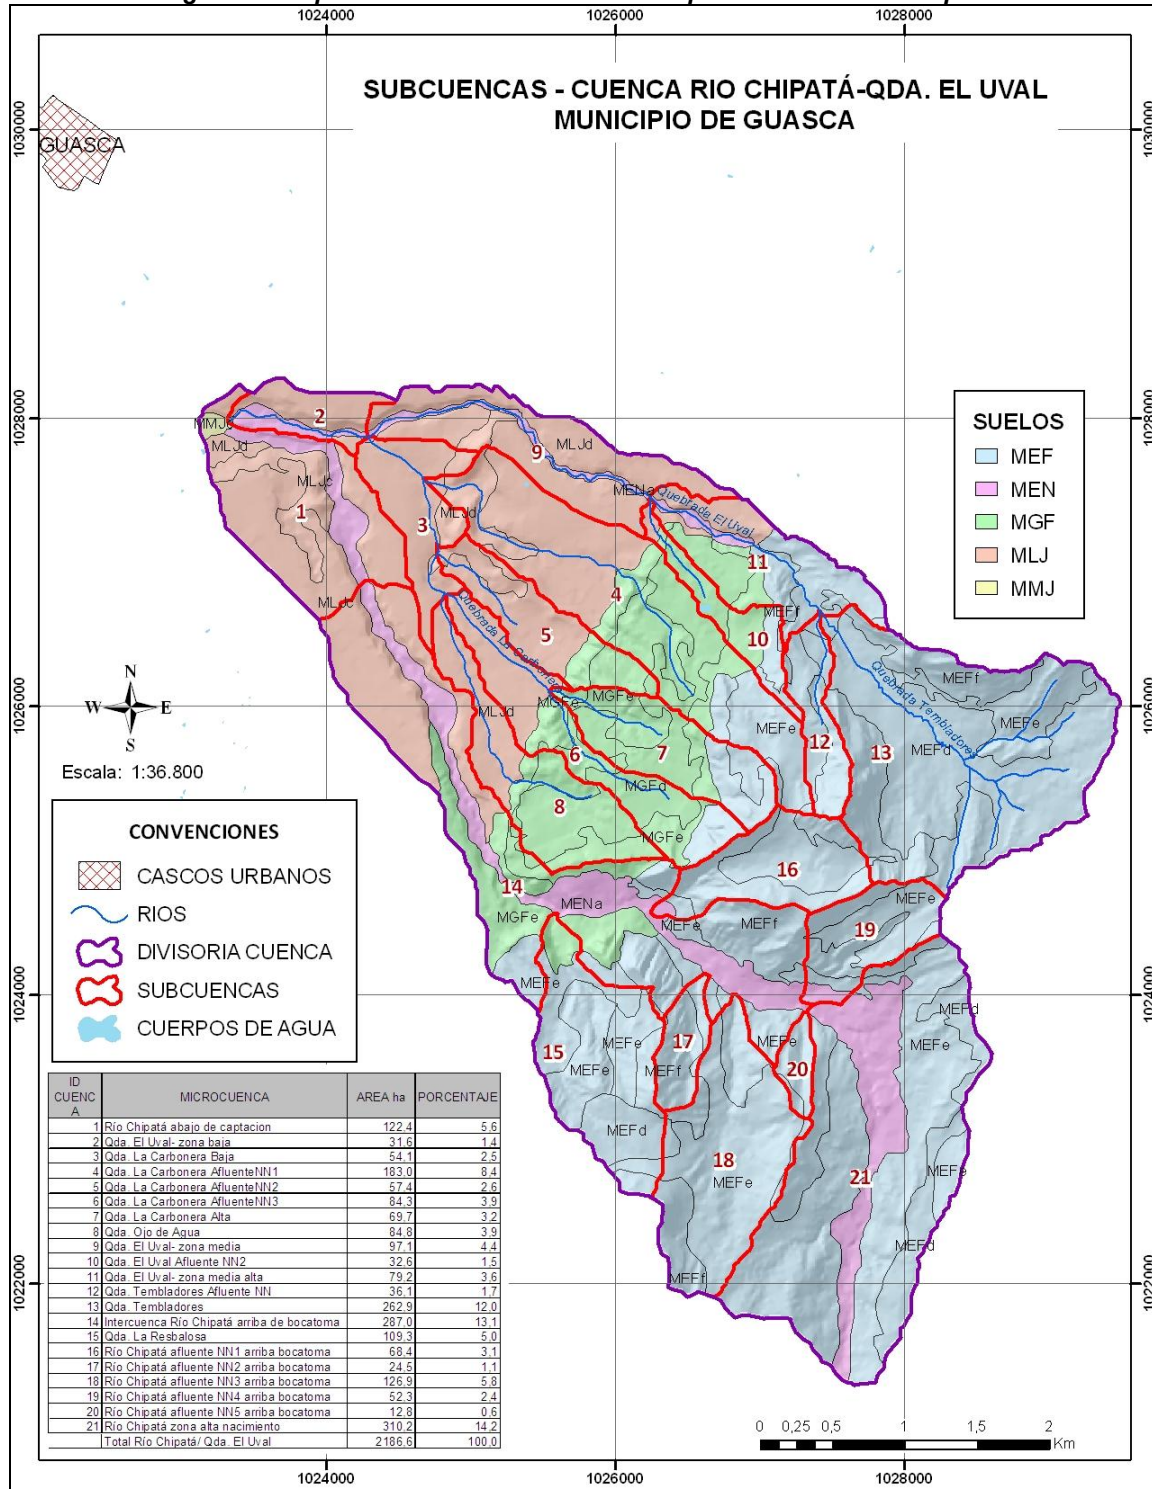 1024000 1026000 1028000
SUBCUENCAS - CUENCA RIO CHIPATÁ-QDA. EL UVAL
MUNICIPIO DE GUASCA
1030000 1030000
GUASCA
1028000 1028000
SUELOS
MEF
MEN
MGF
MLJ
MMJ
2
MLJd
MLJd
9
MLJc
1
MLJd
3
MENa
Quebrada El Uval
11
4
MLJc
MEFf
Quebrada La Carbonera
5
10
MEFf
Quebrada Tembladores
1026000 1026000
N
W E
S
MLJd
MGFe
MGFe
MEFe
MEFe
MEFd
12
13
6
7
Escala: 1:36.800
MGFd
8
MGFe
16
14
MGFe
MENa
MEFe
MEFf
MEFe
19
1024000 1024000
MEFe
MEFd
15
MEFe
MEFe
17
MEFf
MEFe
20
MEFe
MEFd
18
MEFe
21
MEFe
MEFd
MEFf
1022000 1022000
CONVENCIONES
CASCOS URBANOS
RIOS
DIVISORIA CUENCA
SUBCUENCAS
CUERPOS DE AGUA
ID CUENCA MICROCUENCA AREA ha PORCENTAJE
1 Río Chipatá abajo de captacion 122,4 5,6
2 Qda. El Uval- zona baja 31,6 1,4
3 Qda. La Carbonera Baja 54,1 2,5
4 Qda. La Carbonera AfluenteNN1 183,0 8,4
5 Qda. La Carbonera AfluenteNN2 57,4 2,6
6 Qda. La Carbonera AfluenteNN3 84,3 3,9
7 Qda. La Carbonera Alta 69,7 3,2
8 Qda. Ojo de Agua 84,8 3,9
9 Qda. El Uval- zona media 97,1 4,4
10 Qda. El Uval Afluente NN2 32,6 1,5
11 Qda. El Uval- zona media alta 79,2 3,6
12 Qda. Tembladores Afluente NN 36,1 1,7
13 Qda. Tembladores 262,9 12,0
14 Intercuenca Río Chipatá arriba de bocatoma 287,0 13,1
15 Qda. La Resbalosa 109,3 5,0
16 Río Chipatá afluente NN1 arriba bocatoma 68,4 3,1
17 Río Chipatá afluente NN2 arriba bocatoma 24,5 1,1
18 Río Chipatá afluente NN3 arriba bocatoma 126,9 5,8
19 Río Chipatá afluente NN4 arriba bocatoma 52,3 2,4
20 Río Chipatá afluente NN5 arriba bocatoma 12,8 0,6
21 Río Chipatá zona alta nacimiento 310,2 14,2
Total Río Chipatá/ Qda. El Uval 2186,6 100,0
0 0,25 0,5 1 1,5 2
Km
1024000 1026000 1028000